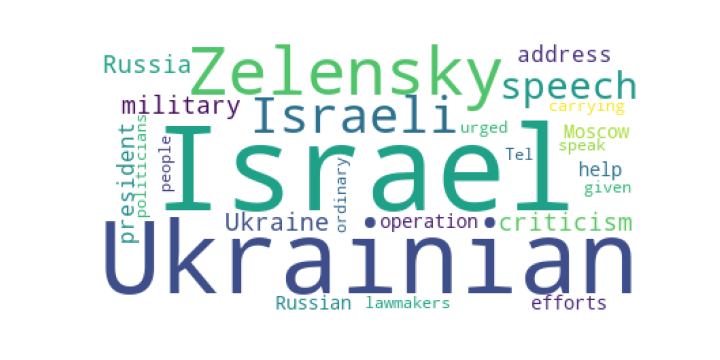 Zelensky
address
Russia
speech
military
Israeli
carrying
Israel
urged
Moscow
president
politicians
people
ordinary
Tel
speak
help
given
Ukraine
operation
criticism
Ukrainian
Russian
lawmakers
efforts